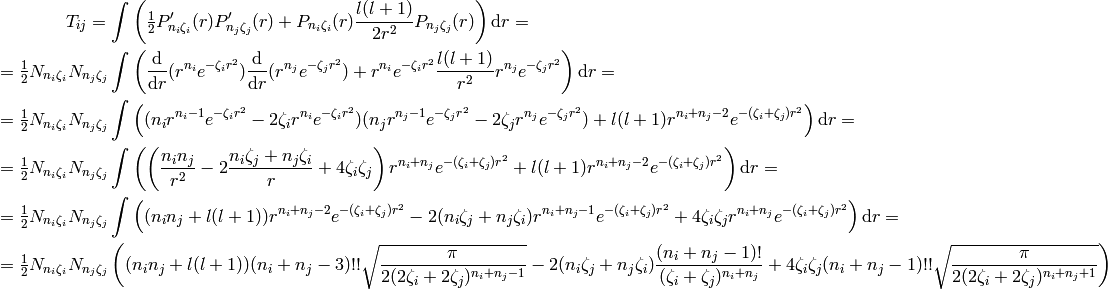 T_{ij} = \int \left( \frac{1}{2} P'_{n_i\zeta_i}(r) P'_{n_j\zeta_j}(r) + P_{n_i\zeta_i}(r) \frac{l(l+1)}{2r^2} P_{n_j\zeta_j}(r) \right) \mathrm{d}r =
= \frac{1}{2} N_{n_i\zeta_i} N_{n_j\zeta_j} \int \left( \frac{\mathrm{d}}{\mathrm{d}r} (r^{n_i} e^{-\zeta_i r^2}) \frac{\mathrm{d}}{\mathrm{d}r} (r^{n_j} e^{-\zeta_j r^2}) + r^{n_i} e^{-\zeta_i r^2} \frac{l(l+1)}{r^2} r^{n_j} e^{-\zeta_j r^2} \right) \mathrm{d}r =
= \frac{1}{2} N_{n_i\zeta_i} N_{n_j\zeta_j} \int \left( (n_i r^{n_i-1} e^{-\zeta_i r^2} - 2\zeta_i r^{n_i} e^{-\zeta_i r^2})(n_j r^{n_j-1} e^{-\zeta_j r^2} - 2\zeta_j r^{n_j} e^{-\zeta_j r^2}) + l(l+1) r^{n_i+n_j-2} e^{-(\zeta_i+\zeta_j)r^2} \right) \mathrm{d}r =
= \frac{1}{2} N_{n_i\zeta_i} N_{n_j\zeta_j} \int \left( \left( \frac{n_i n_j}{r^2} - 2\frac{n_i\zeta_j + n_j\zeta_i}{r} + 4\zeta_i\zeta_j \right) r^{n_i+n_j} e^{-(\zeta_i+\zeta_j)r^2} + l(l+1) r^{n_i+n_j-2} e^{-(\zeta_i+\zeta_j)r^2} \right) \mathrm{d}r =
= \frac{1}{2} N_{n_i\zeta_i} N_{n_j\zeta_j} \int \left( (n_i n_j + l(l+1)) r^{n_i+n_j-2} e^{-(\zeta_i+\zeta_j)r^2} - 2(n_i\zeta_j + n_j\zeta_i) r^{n_i+n_j-1} e^{-(\zeta_i+\zeta_j)r^2} + 4\zeta_i\zeta_j r^{n_i+n_j} e^{-(\zeta_i+\zeta_j)r^2} \right) \mathrm{d}r =
= \frac{1}{2} N_{n_i\zeta_i} N_{n_j\zeta_j} \left( (n_i n_j + l(l+1))(n_i + n_j - 3)!! \sqrt{\frac{\pi}{2(2\zeta_i + 2\zeta_j)^{n_i+n_j-1}}} - 2(n_i\zeta_j + n_j\zeta_i) \frac{(n_i + n_j - 1)!}{(\zeta_i + \zeta_j)^{n_i+n_j}} + 4\zeta_i\zeta_j (n_i + n_j - 1)!! \sqrt{\frac{\pi}{2(2\zeta_i + 2\zeta_j)^{n_i+n_j+1}}} \right)